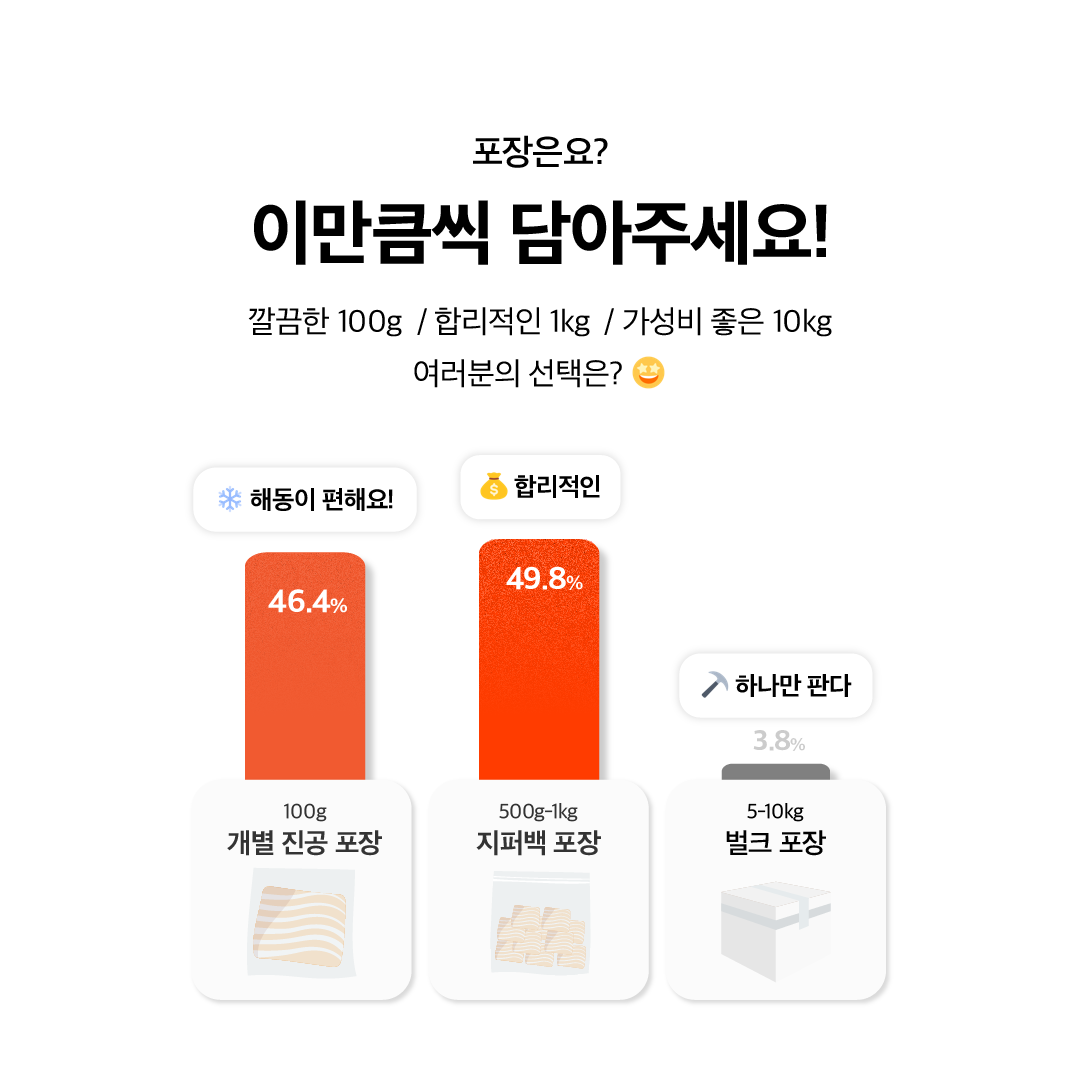 포장은요?
이만큼씩 담아주세요!
깔끔한 100g / 합리적인 1kg / 가성비 좋은 10kg
여러분의 선택은? 🤩
❄️ 해동이 편해요!
💰 합리적인
46.4%
49.8%
⛏️ 하나만 판다
3.8%
100g
개별 진공 포장
500g-1kg
지퍼백 포장
5-10kg
벌크 포장